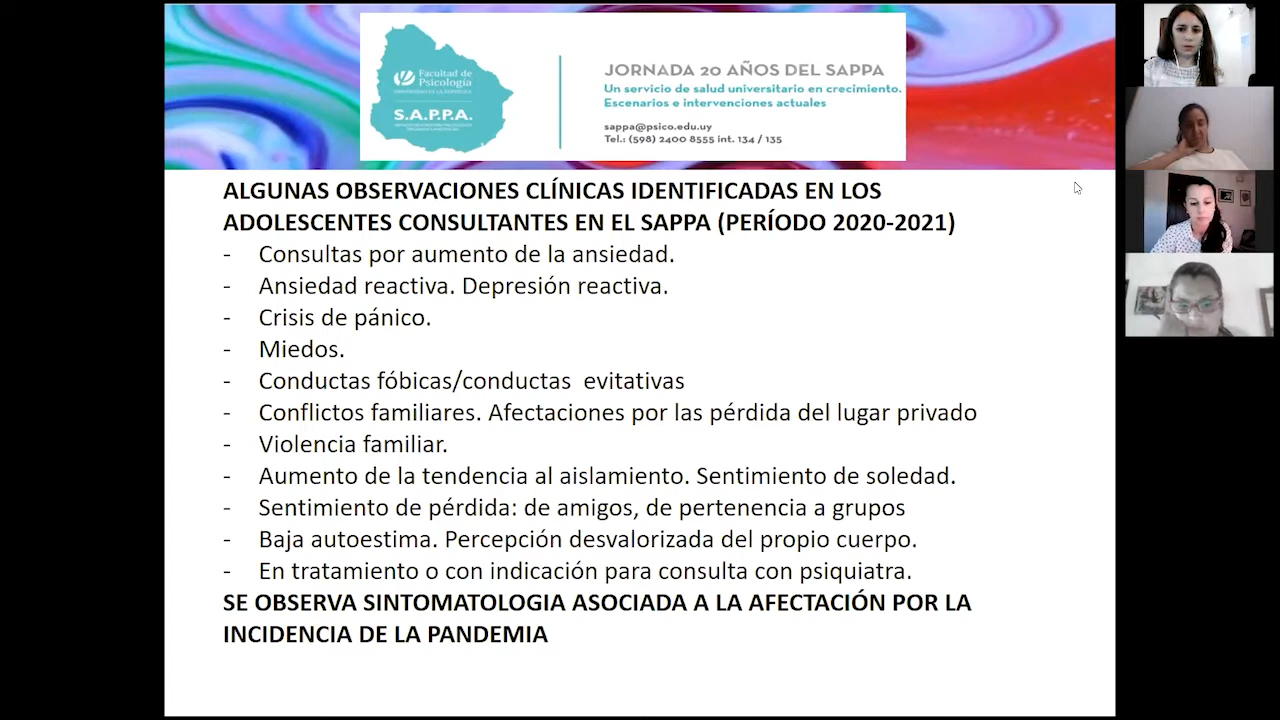 Facultad de
Psicología
UNIVERSIDAD DE LA REPÚBLICA
S.A.P.P.A.
JORNADA 20 AÑOS DEL SAPPA
Un servicio de salud universitario en crecimiento.
Escenarios e intervenciones actuales
sappa@psico.edu.uy
Tel.: (598) 2400 8555 int. 134 / 135
ALGUNAS OBSERVACIONES CLÍNICAS IDENTIFICADAS EN LOS
ADOLESCENTES CONSULTANTES EN EL SAPPA (PERÍODO 2020-2021)
- Consultas por aumento de la ansiedad.
- Ansiedad reactiva. Depresión reactiva.
- Crisis de pánico.
- Miedos.
- Conductas fóbicas/conductas  evitativas
- Conflictos familiares. Afectaciones por las pérdida del lugar privado
- Violencia familiar.
- Aumento de la tendencia al aislamiento. Sentimiento de soledad.
- Sentimiento de pérdida: de amigos, de pertenencia a grupos
- Baja autoestima. Percepción desvalorizada del propio cuerpo.
- En tratamiento o con indicación para consulta con psiquiatra.
SE OBSERVA SINTOMATOLOGIA ASOCIADA A LA AFECTACIÓN POR LA
INCIDENCIA DE LA PANDEMIA